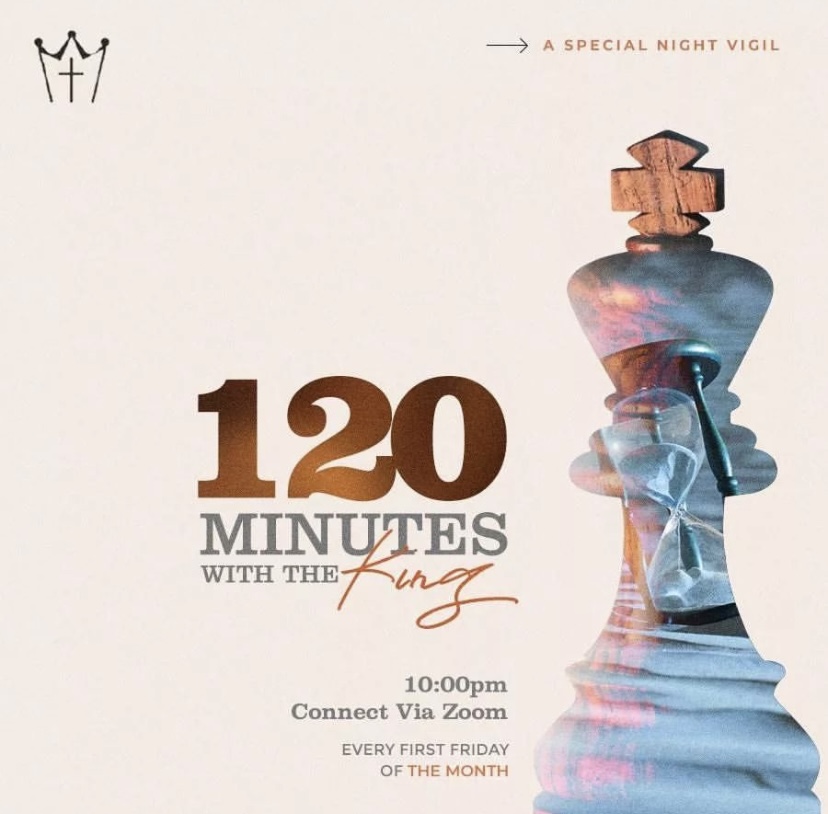 A SPECIAL NIGHT VIGIL
120
MINUTES
WITH THE King
10:00pm
Connect Via Zoom
EVERY FIRST FRIDAY
OF THE MONTH